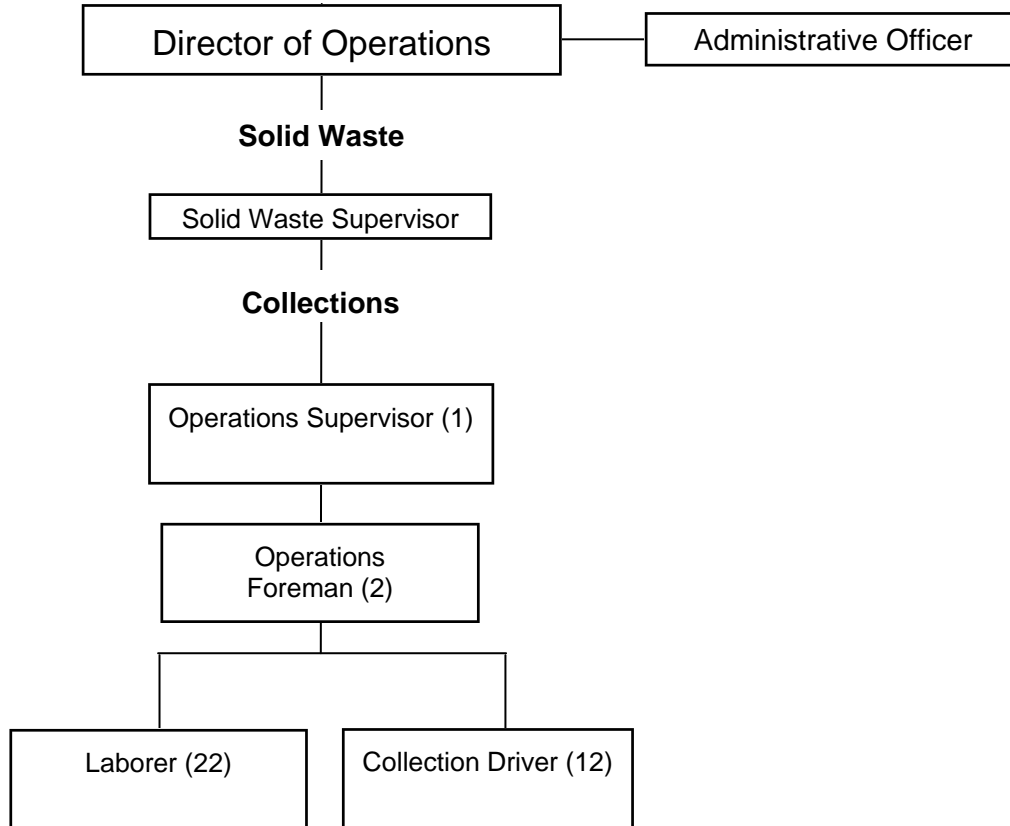 Director of Operations
Administrative Officer
Solid Waste
Solid Waste Supervisor
Collections
Operations Supervisor (1)
Operations
Foreman (2)
Laborer (22)
Collection Driver (12)